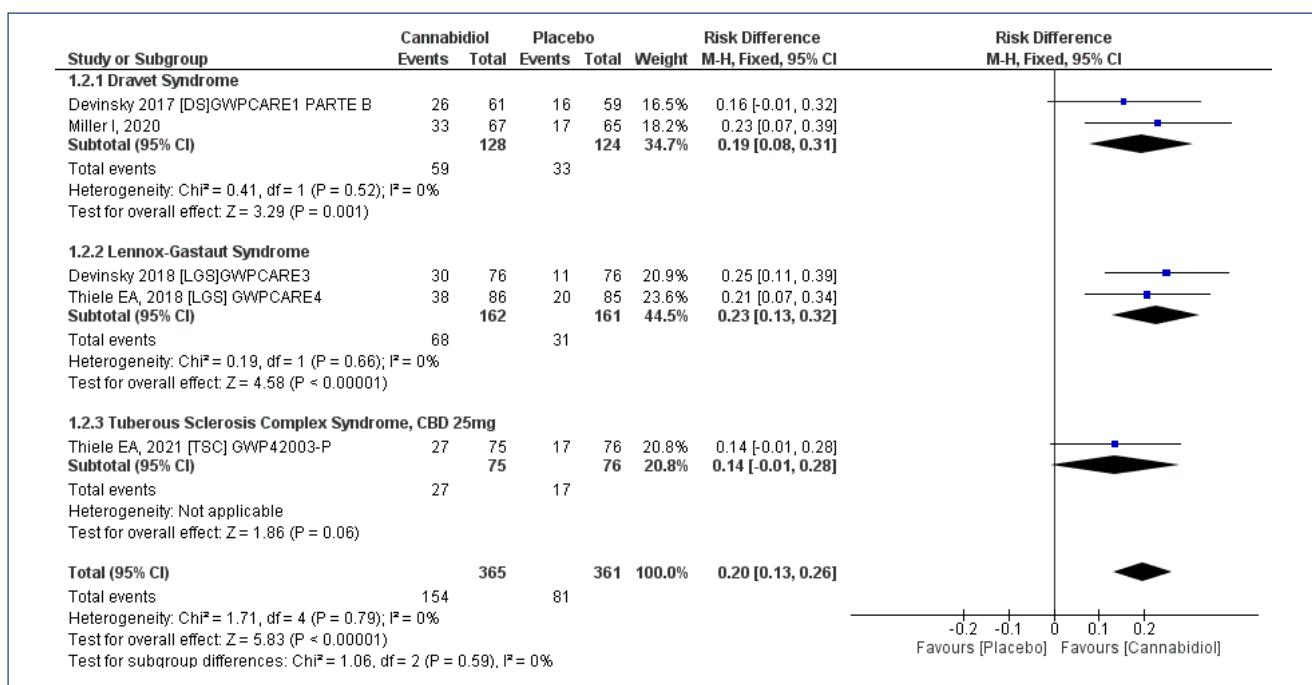 Cannabidiol Placebo Risk Difference Risk Difference
Study or Subgroup Events Total Events Total Weight M-H, Fixed, 95% CI M-H, Fixed, 95% CI
1.2.1 Dravet Syndrome
Devinsky 2017 [DS]GWPCARE1 PARTE B 26 61 16 59 16.5% 0.16 [-0.01, 0.32]
Miller I, 2020 33 67 17 65 18.2% 0.23 [0.07, 0.39]
Subtotal (95% CI) 128 124 34.7% 0.19 [0.08, 0.31]
Total events 59 33
Heterogeneity: Chi² = 0.41, df = 1 (P = 0.52); I² = 0%
Test for overall effect: Z = 3.29 (P = 0.001)
1.2.2 Lennox-Gastaut Syndrome
Devinsky 2018 [LGS]GWPCARE3 30 76 11 76 20.9% 0.25 [0.11, 0.39]
Thiele EA, 2018 [LGS] GWPCARE4 38 86 20 85 23.6% 0.21 [0.07, 0.34]
Subtotal (95% CI) 162 161 44.5% 0.23 [0.13, 0.32]
Total events 68 31
Heterogeneity: Chi² = 0.19, df = 1 (P = 0.66); I² = 0%
Test for overall effect: Z = 4.58 (P < 0.00001)
1.2.3 Tuberous Sclerosis Complex Syndrome, CBD 25mg
Thiele EA, 2021 [TSC] GWP42003-P 27 75 17 76 20.8% 0.14 [-0.01, 0.28]
Subtotal (95% CI) 75 76 20.8% 0.14 [-0.01, 0.28]
Total events 27 17
Heterogeneity: Not applicable
Test for overall effect: Z = 1.86 (P = 0.06)
Total (95% CI) 365 361 100.0% 0.20 [0.13, 0.26]
Total events 154 81
Heterogeneity: Chi² = 1.71, df = 4 (P = 0.79); I² = 0%
Test for overall effect: Z = 5.83 (P < 0.00001)
Test for subgroup differences: Chi² = 1.06, df = 2 (P = 0.59), I² = 0%
-0.2 -0.1 0 0.1 0.2
Favours [Placebo] Favours [Cannabidiol]